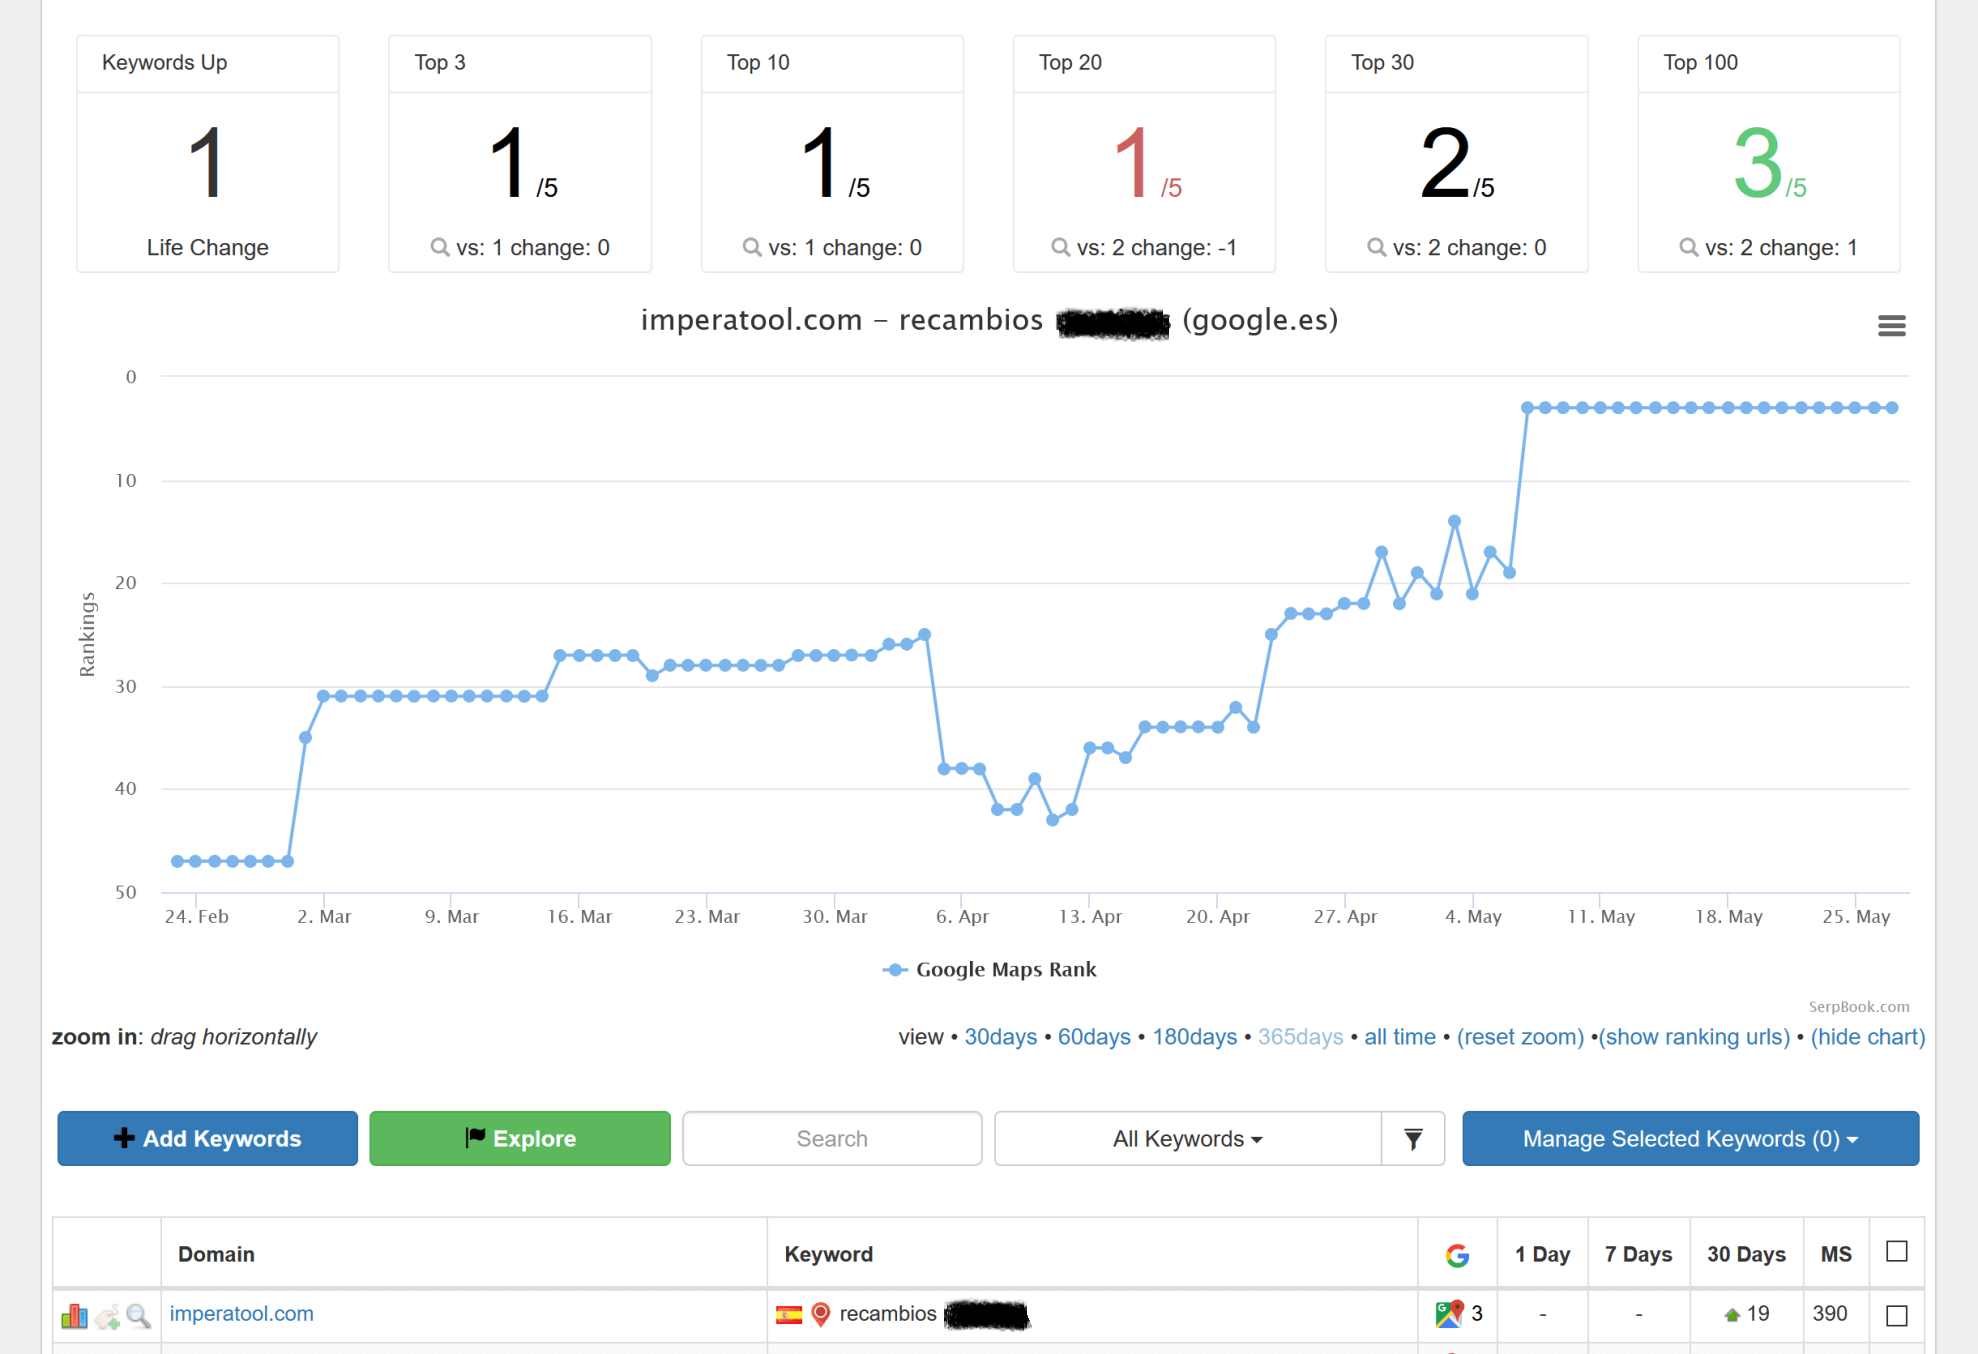 Keywords Up
1
Life Change
Top 3
1/5
vs: 1 change: 0
Top 10
1/5
vs: 1 change: 0
Top 20
1/5
vs: 2 change: -1
Top 30
2/5
vs: 2 change: 0
Top 100
3/5
vs: 2 change: 1
imperatool.com – recambios (google.es)
Rankings
0
10
20
30
40
50
24. Feb 2. Mar 9. Mar 16. Mar 23. Mar 30. Mar 6. Apr 13. Apr 20. Apr 27. Apr 4. May 11. May 18. May 25. May
Google Maps Rank
SerpBook.com
zoom in: drag horizontally
view • 30days • 60days • 180days • 365days • all time • (reset zoom) •(show ranking urls) • (hide chart)
Add Keywords
Explore
Search
All Keywords
Manage Selected Keywords (0)
Domain Keyword 1 Day 7 Days 30 Days MS
imperatool.com recambios 3 - - 19 390